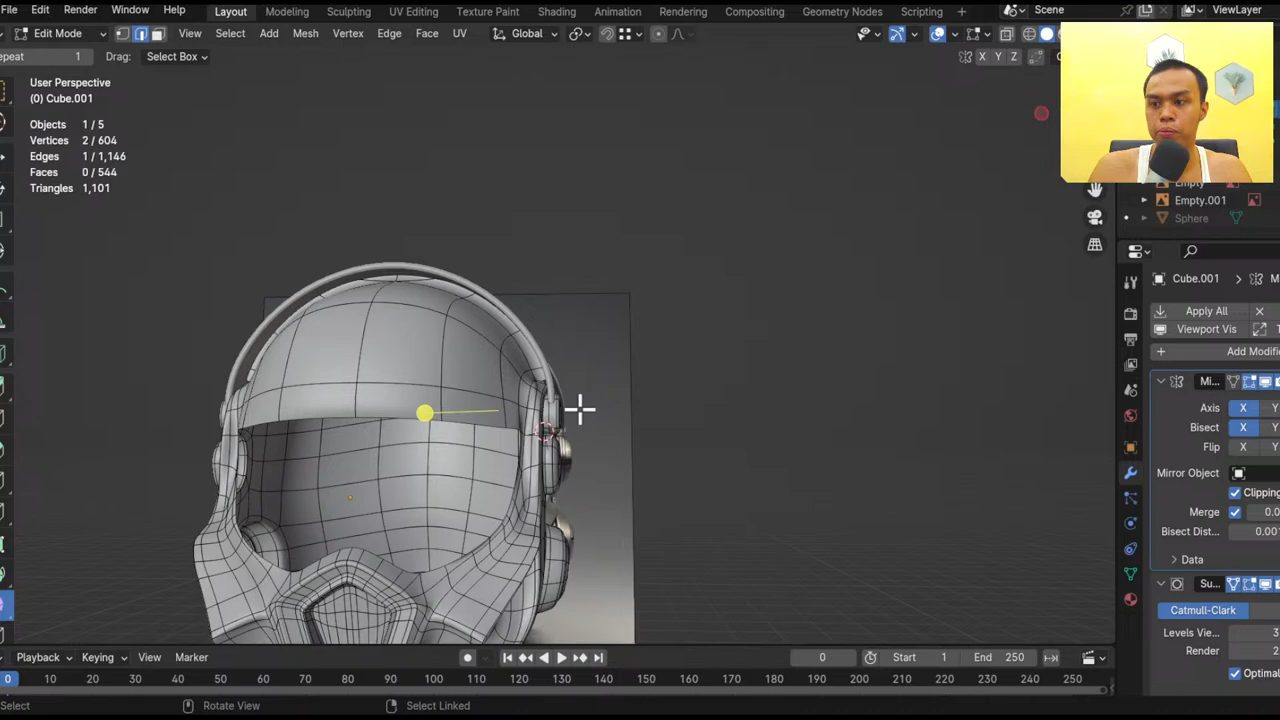 File Edit Render Window Help Layout Modeling Sculpting UV Editing Texture Paint Shading Animation Rendering Compositing Geometry Nodes Scripting Scene ViewLayer
Edit Mode View Select Add Mesh Vertex Edge Face UV Global
1 Drag: Select Box X Y Z
User Perspective
(0) Cube.001
Objects 1 / 5
Vertices 2 / 604
Edges 1 / 1,146
Faces 0 / 544
Triangles 1,101
Empty
Empty.001
Sphere
Cube.001
Apply All
Viewport Vis
Add Modifi
Mi...
Axis X Y
Bisect X Y
Flip X Y
Mirror Object
Clipping
Merge 0.0
Bisect Dist... 0.001
Data
Su...
Catmull-Clark
Levels Vie... 3
Render 2
Optimal
Playback Keying View Marker 0 Start 1 End 250
0 10 20 30 40 50 60 70 80 90 100 110 120 130 140 150 160 170 180 190 200 210 220 230 240 250
Select Rotate View Select Linked